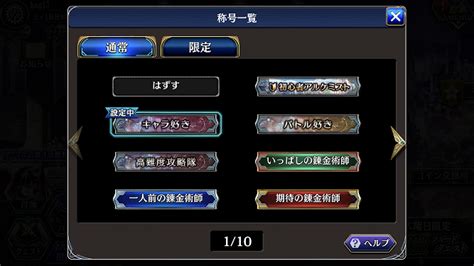 称号一覧
通常
限定
はずす
初心者アルケミスト
設定中
キャラ好き
バトル好き
高難度攻略隊
いっぱしの錬金術師
一人前の錬金術師
期待の錬金術師
1/10
ヘルプ